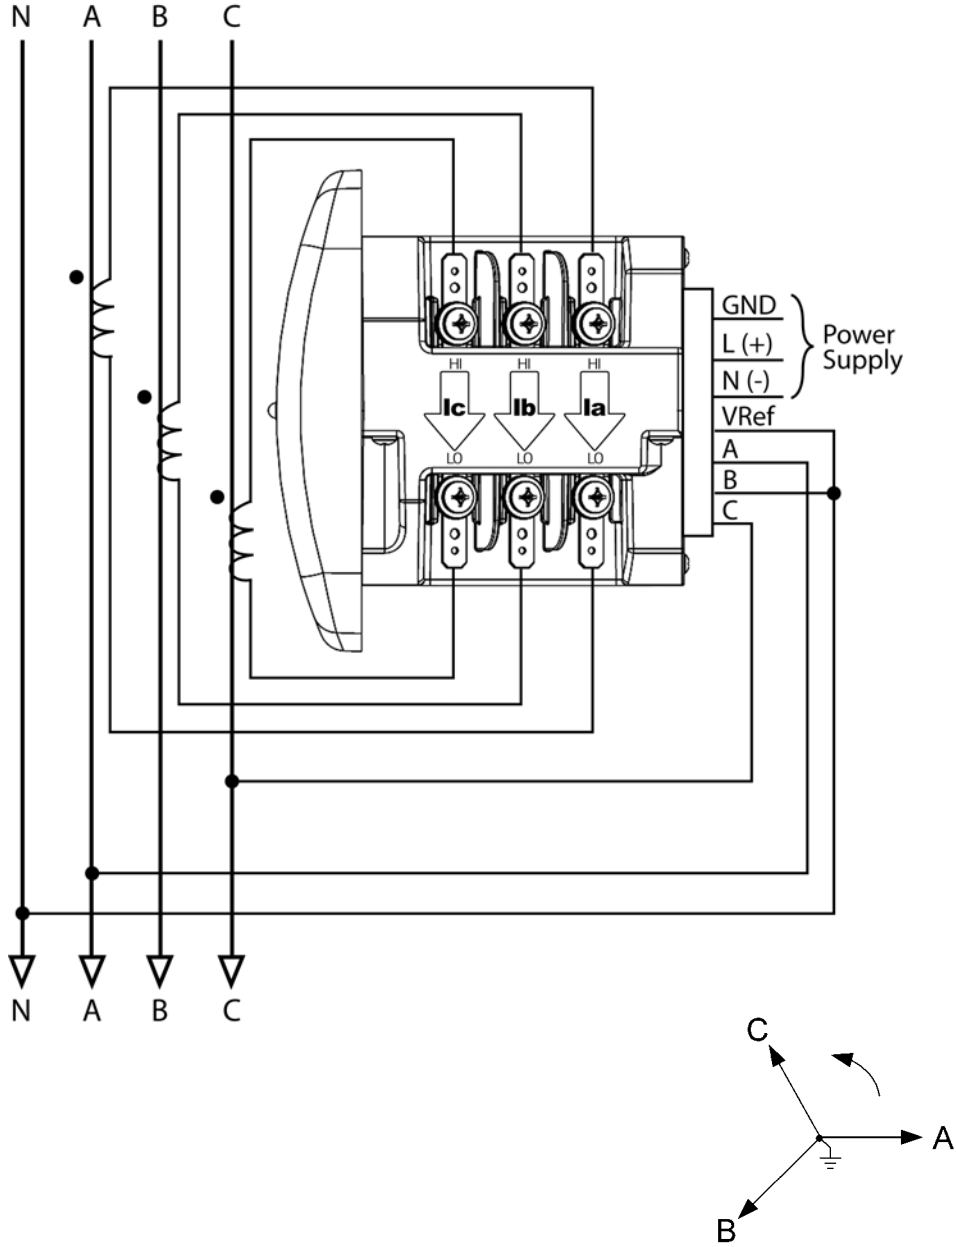 N A B C
GND
L (+)
N (-)
Power
Supply
VRef
A
B
C
HI HI HI
Ic Ib Ia
LO LO LO
N A B C
C
A
B